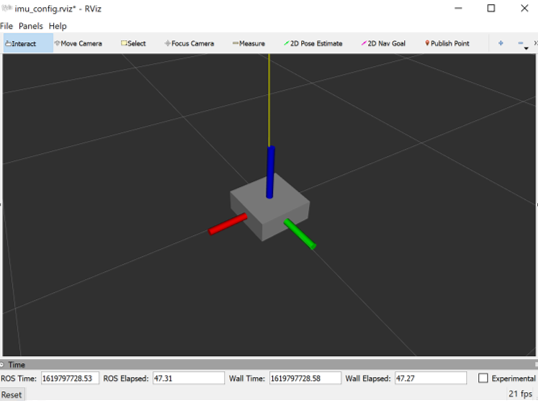 imu_config.rviz* - RViz
File Panels Help
Interact Move Camera Select Focus Camera Measure 2D Pose Estimate 2D Nav Goal Publish Point
Time
ROS Time: 1619797728.53 ROS Elapsed: 47.31 Wall Time: 1619797728.58 Wall Elapsed: 47.27 Experimental
Reset 21 fps